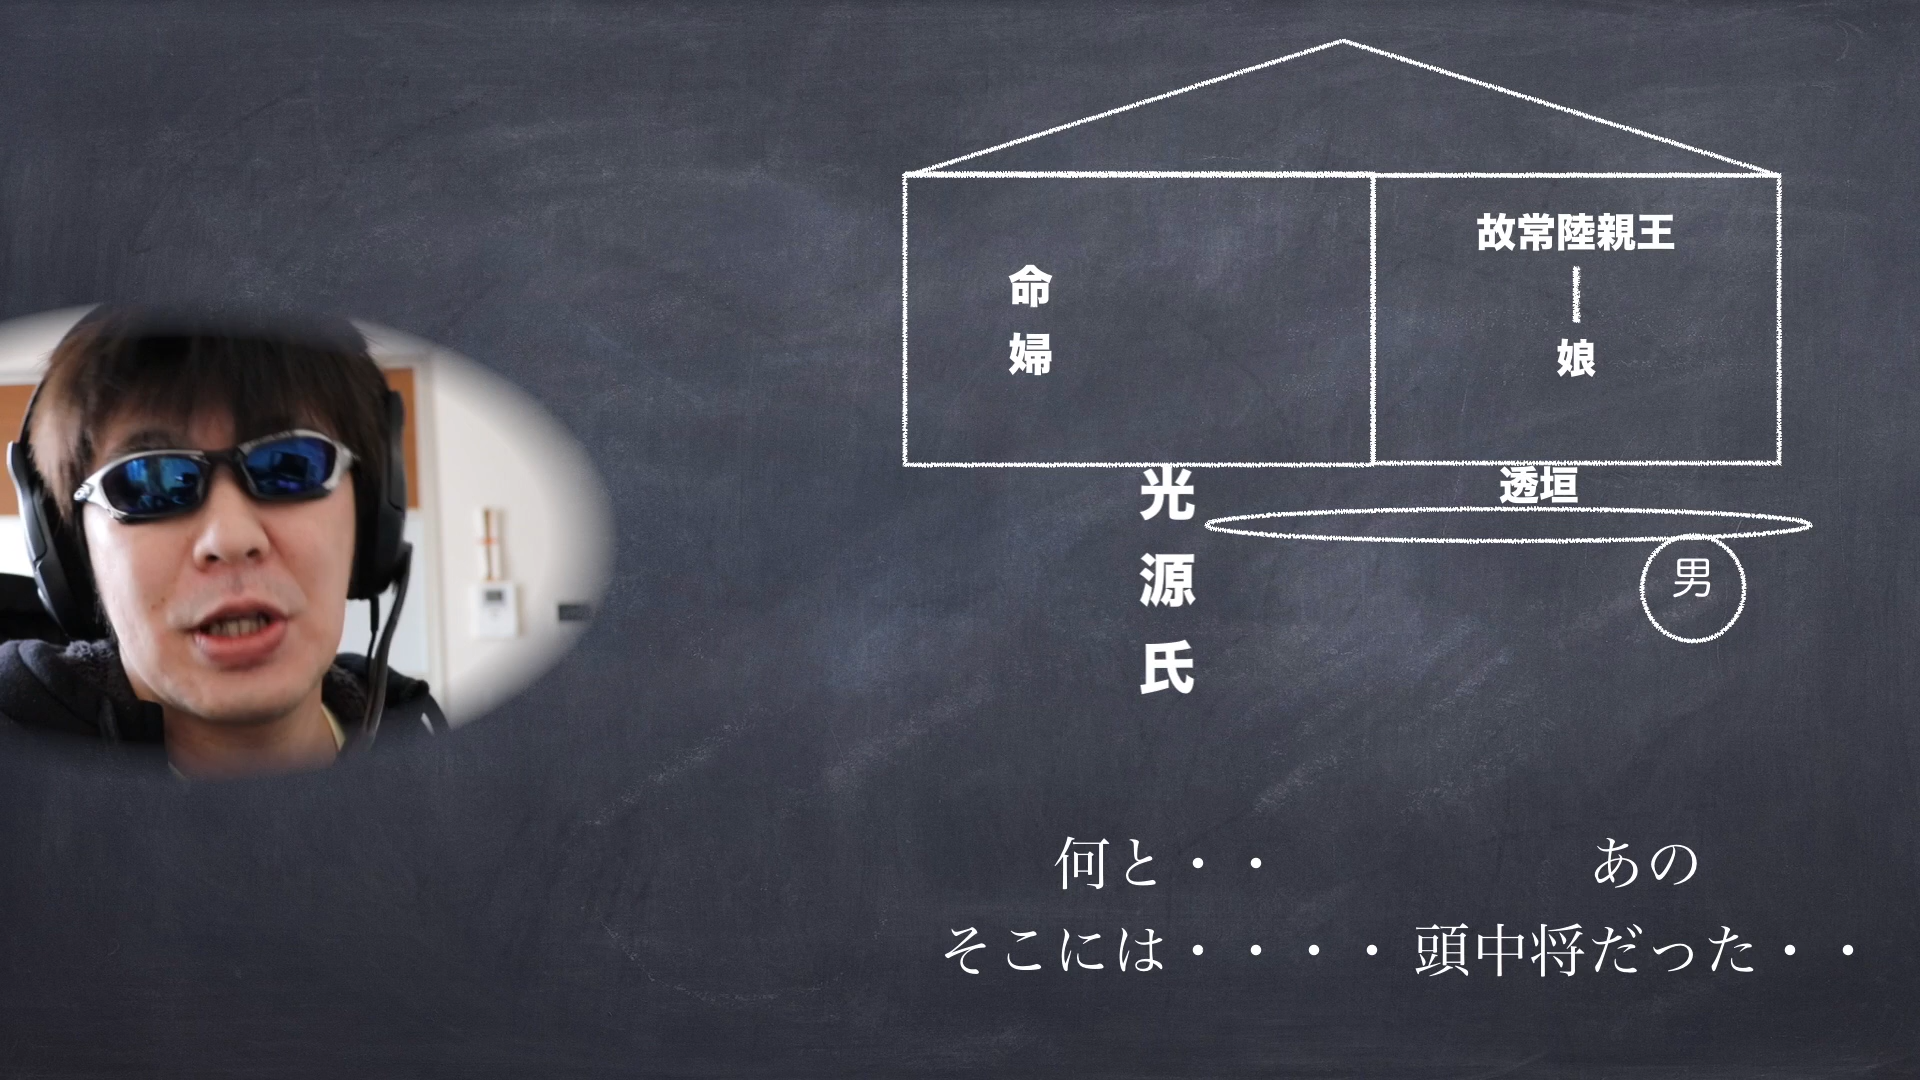 故常陸親王
娘
命婦
透垣
光源氏
男
何と・・
そこには・・・・
あの
頭中将だった・・